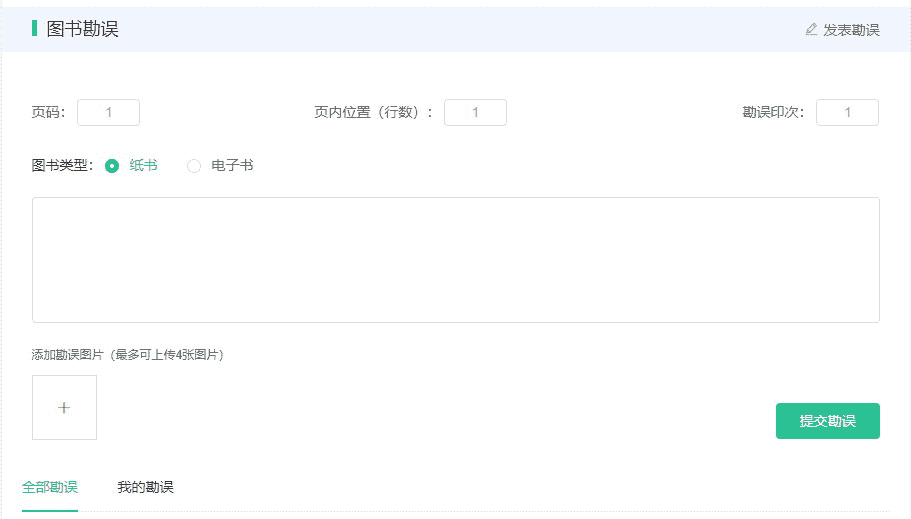 图书勘误 发表勘误
页码： 1 页内位置（行数）： 1 勘误印次： 1
图书类型： 纸书 电子书
添加勘误图片（最多可上传4张图片）
+
提交勘误
全部勘误 我的勘误